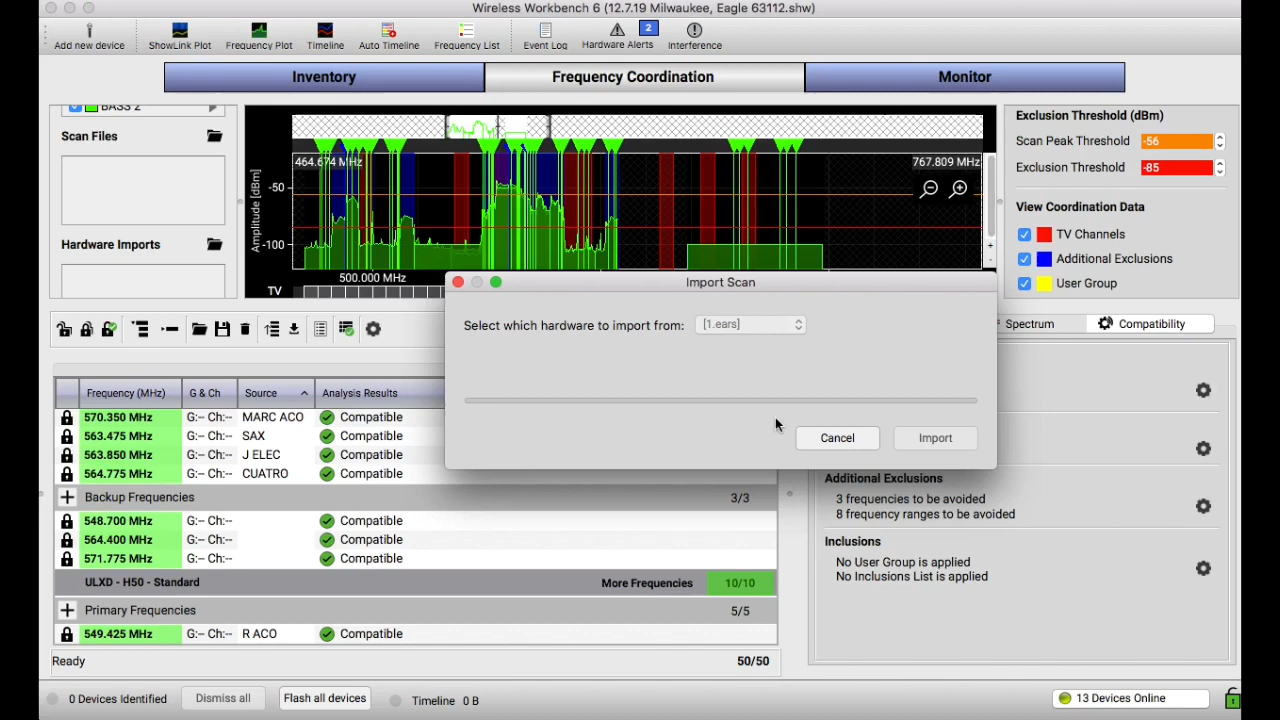 Wireless Workbench 6 (12.7.19 Milwaukee, Eagle 63112.shw)
Add new device
ShowLink Plot
Frequency Plot
Timeline
Auto Timeline
Frequency List
Event Log
Hardware Alerts
2
Interference
Inventory
Frequency Coordination
Monitor
BASS 2
Scan Files
Hardware Imports
464.674 MHz
767.809 MHz
Amplitude [dBm]
-50
-100
500.000 MHz
TV
+
-
Exclusion Threshold (dBm)
Scan Peak Threshold
-56
Exclusion Threshold
-85
View Coordination Data
TV Channels
Additional Exclusions
User Group
Import Scan
Select which hardware to import from:
[1.ears]
Cancel
Import
Spectrum
Compatibility
Frequency (MHz)
G & Ch
Source
Analysis Results
570.350 MHz G:-- Ch:-- MARC ACO Compatible
563.475 MHz G:-- Ch:-- SAX Compatible
563.850 MHz G:-- Ch:-- J ELEC Compatible
564.775 MHz G:-- Ch:-- CUATRO Compatible
Backup Frequencies 3/3
548.700 MHz G:-- Ch:-- Compatible
564.400 MHz G:-- Ch:-- Compatible
571.775 MHz G:-- Ch:-- Compatible
ULXD - H50 - Standard More Frequencies 10/10
Primary Frequencies 5/5
549.425 MHz G:-- Ch:-- R ACO Compatible
Ready 50/50
Additional Exclusions
3 frequencies to be avoided
8 frequency ranges to be avoided
Inclusions
No User Group is applied
No Inclusions List is applied
0 Devices Identified
Dismiss all
Flash all devices
Timeline 0 B
13 Devices Online